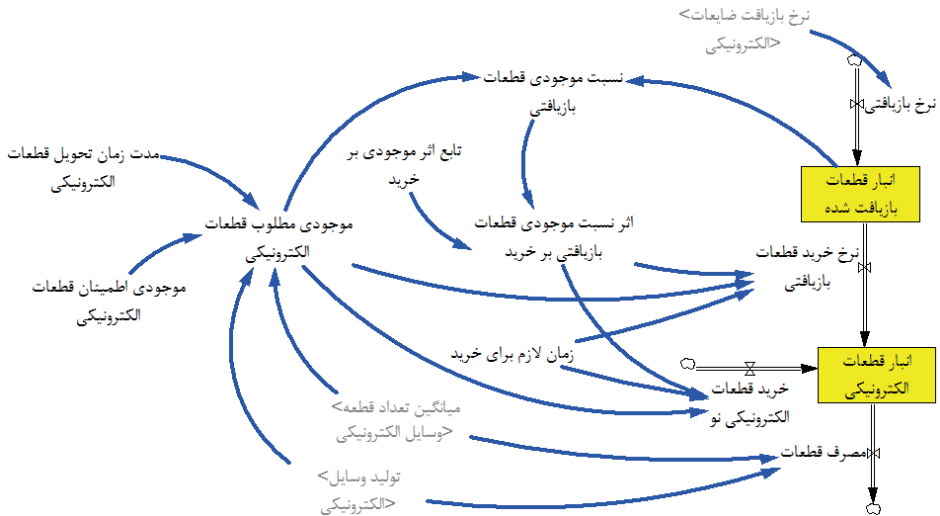 <نرخ بازیافت ضایعات
الکترونیکی>
نرخ بازیافتی
نسبت موجودی قطعات
بازیافتی
تابع اثر موجودی بر
خرید
مدت زمان تحویل قطعات
الکترونیکی
انبار قطعات
بازیافت شده
موجودی مطلوب قطعات
الکترونیکی
اثر نسبت موجودی قطعات
بازیافتی بر خرید
نرخ خرید قطعات
بازیافتی
موجودی اطمینان قطعات
الکترونیکی
زمان لازم برای خرید
انبار قطعات
الکترونیکی
خرید قطعات
الکترونیکی نو
<میانگین تعداد قطعه
وسایل الکترونیکی>
مصرف قطعات
<تولید وسایل
الکترونیکی>